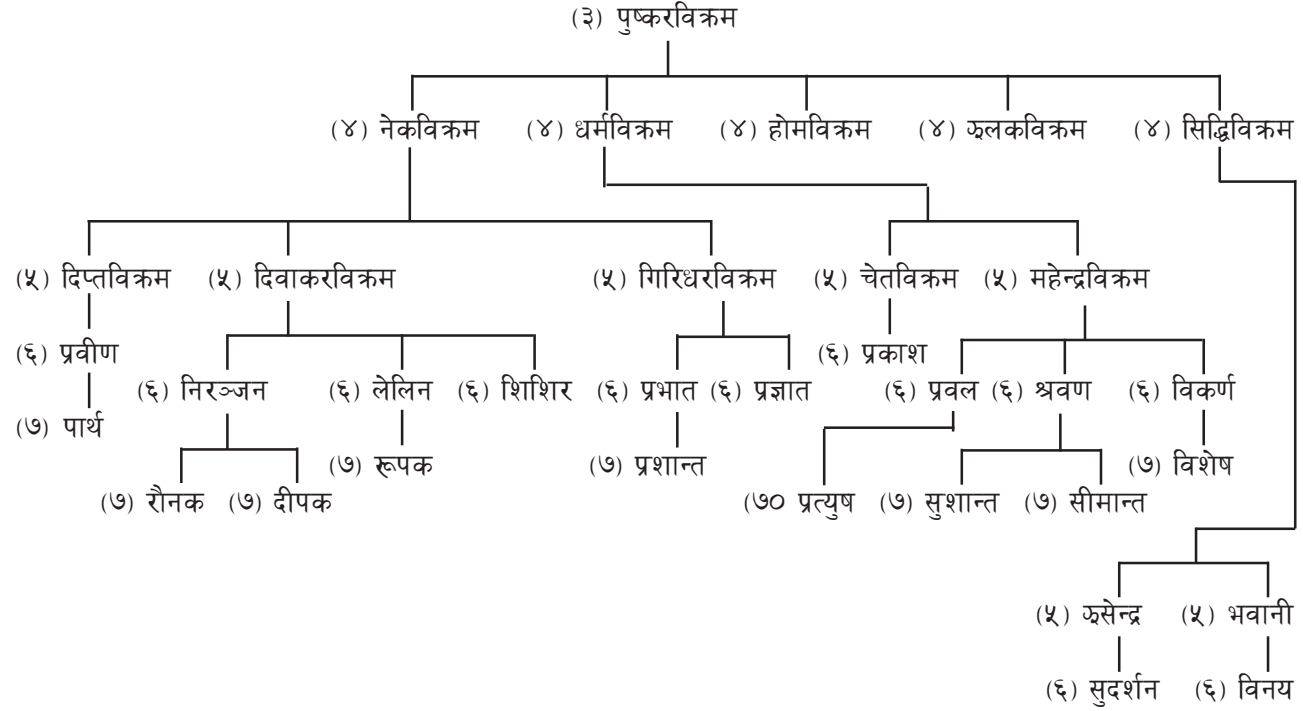 (३) पुष्करविक्रम
(४) नेकविक्रम (४) धर्मविक्रम (४) होमविक्रम (४) झलकविक्रम (४) सिद्धिविक्रम
(५) दिप्तविक्रम (५) दिवाकरविक्रम (५) गिरिधरविक्रम (५) चेतविक्रम (५) महेन्द्रविक्रम
(६) प्रवीण (६) प्रकाश
(६) निरञ्जन (६) लेलिन (६) शिशिर (६) प्रभात (६) प्रज्ञात (६) प्रवल (६) श्रवण (६) विकर्ण
(७) पार्थ
(७) रूपक (७) प्रशान्त (७) विशेष
(७) रौनक (७) दीपक (७० प्रत्युष (७) सुशान्त (७) सीमान्त
(५) झसेन्द्र (५) भवानी
(६) सुदर्शन (६) विनय